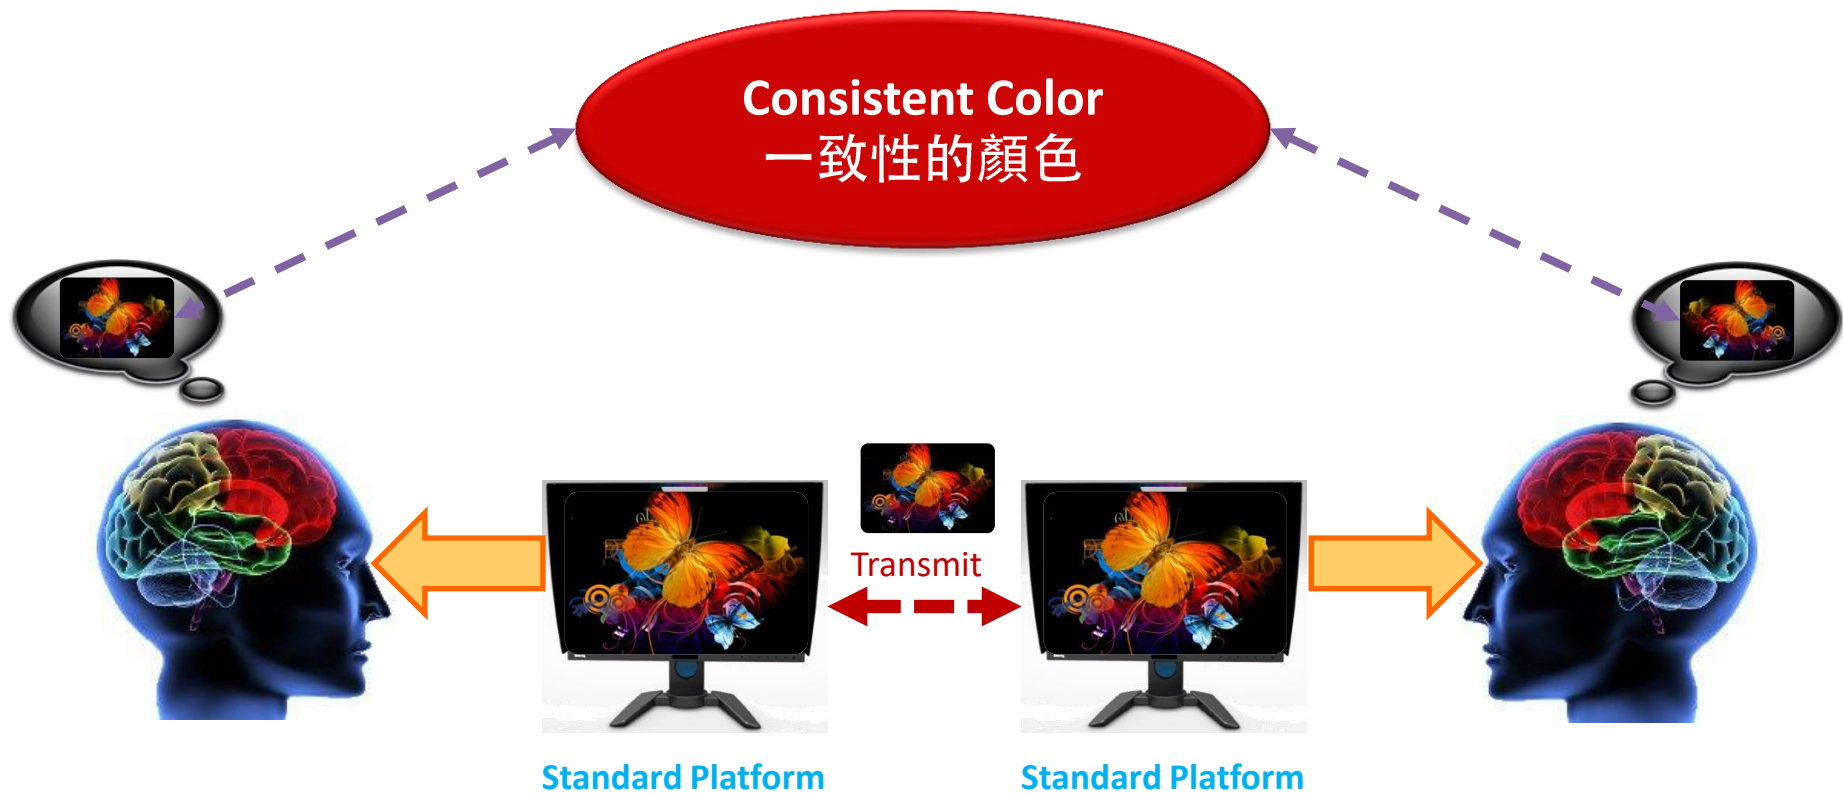 Consistent Color
一致性的顏色
Transmit
Standard Platform
Standard Platform